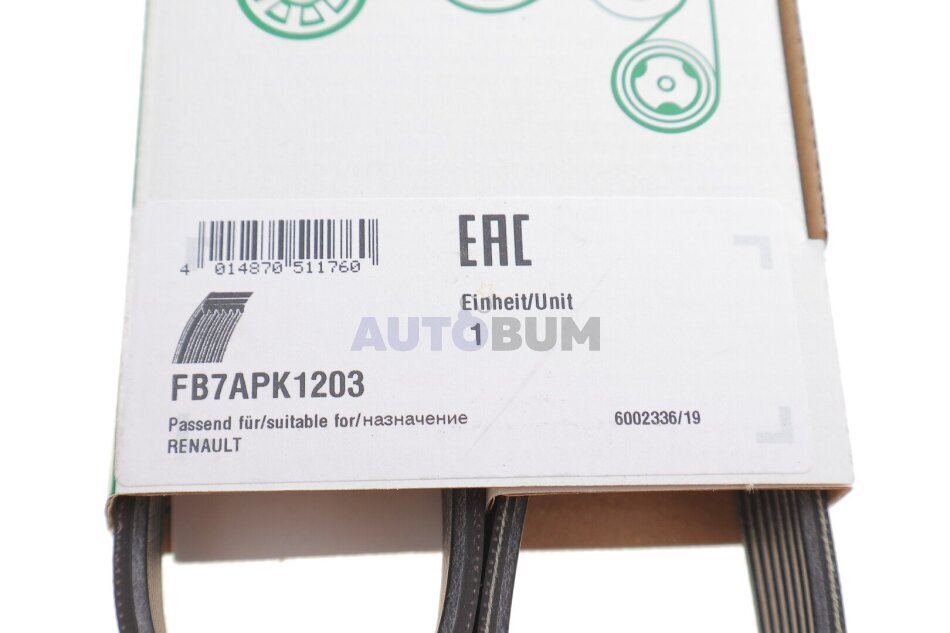 EAC
4 014870 511760
Einheit/Unit
1
AUTOBUM
FB7APK1203
Passend für/suitable for/назначение
6002336/19
RENAULT